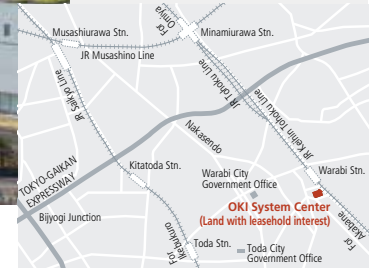 For
Omiya
Musashiurawa Stn.
Minamiurawa Stn.
JR Musashino Line
JR Saikyo Line
JR Tohoku Line
JR Keihin Tohoku Line
Nakasendo
Kitatoda Stn.
Warabi Stn.
Warabi City
Government Office
TOKYO-GAIKAN
EXPRESSWAY
OKI System Center
(Land with leasehold interest)
Bijyogi Junction
For
Akabane
For
Ikebukuro
Toda Stn.
Toda City
Government Office